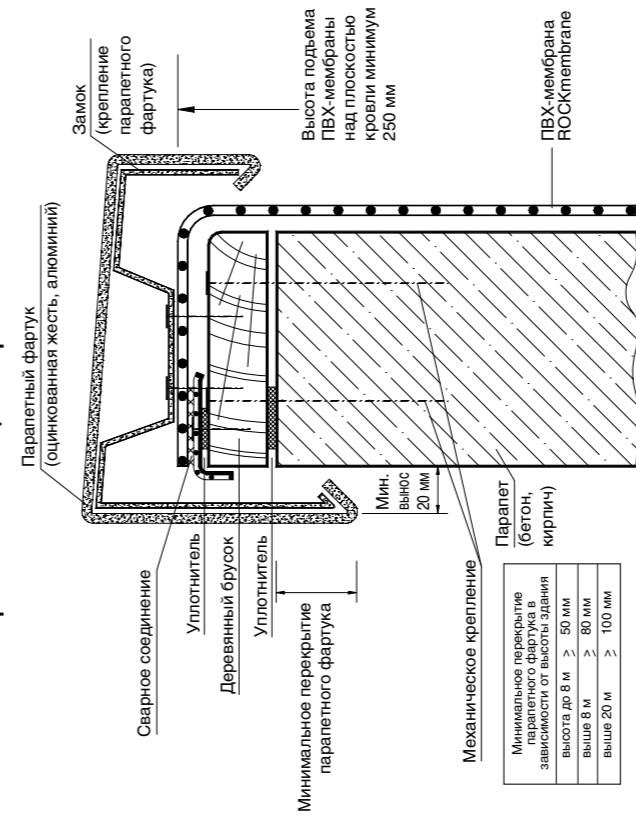 Парапетный фартук
(оцинкованная жесть, алюминий)
Замок
(крепление
парапетного
фартука)
Высота подъема
ПВХ-мембраны
над плоскостью
кровли минимум
250 мм
ПВХ-мембрана
ROCKmembrane
Сварное соединение
Уплотнитель
Деревянный брусок
Уплотнитель
Минимальное перекрытие
парапетного фартука
Мин.
вынос
20 мм
Механическое крепление
Парапет
(бетон,
кирпич)
Минимальное перекрытие
парапетного фартука в
зависимости от высоты здания
высота до 8 м ≥ 50 мм
выше 8 м ≥ 80 мм
выше 20 м ≥ 100 мм